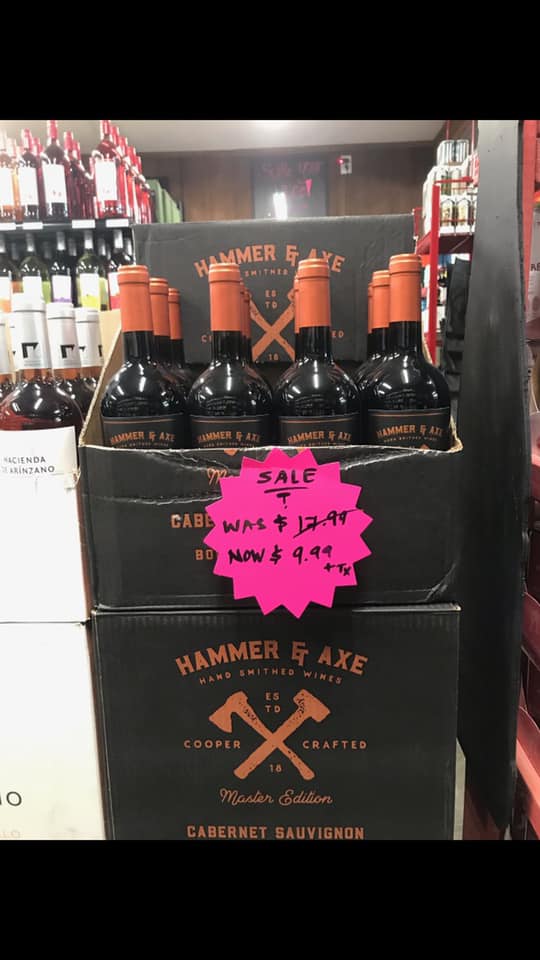 HAMMER & AXE
SMITHED
ES
TD
18
HAMMER & AXE
HAMMER & AXE
HAMMER & AXE
HAMMER & AXE
HACIENDA
DE ARÍNZANO
SALE
WAS $ 17.99
NOW $ 9.99
+ Tx
HAMMER & AXE
HAND SMITHED WINES
ES
TD
COOPER CRAFTED
18
Master Edition
CABERNET SAUVIGNON